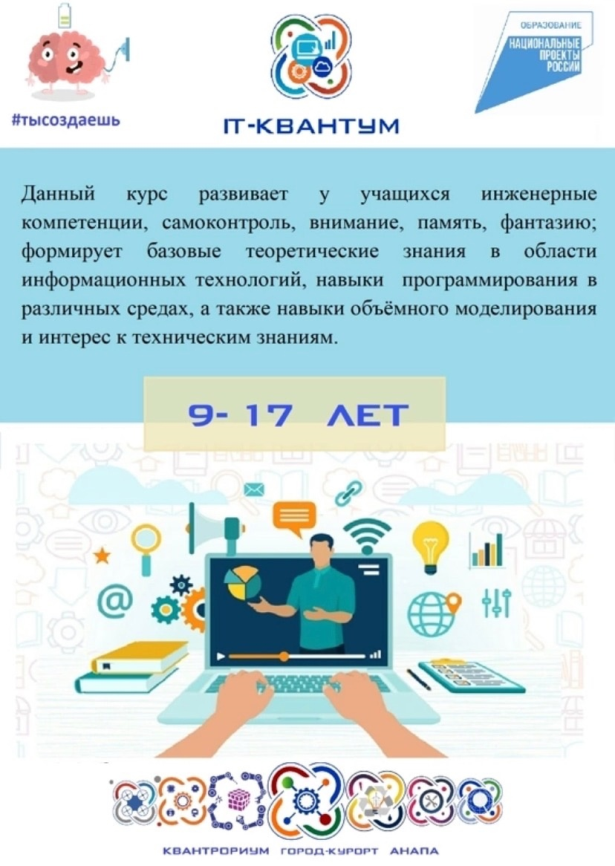 ОБРАЗОВАНИЕ
НАЦИОНАЛЬНЫЕ
ПРОЕКТЫ
РОССИИ
#тысоздаешь
IT-КВАНТУМ
Данный курс развивает у учащихся инженерные
компетенции, самоконтроль, внимание, память, фантазию;
формирует базовые теоретические знания в области
информационных технологий, навыки программирования в
различных средах, а также навыки объёмного моделирования
и интерес к техническим знаниям.
9- 17 ЛЕТ
@
КВАНТОРИУМ ГОРОД-КУРОРТ АНАПА